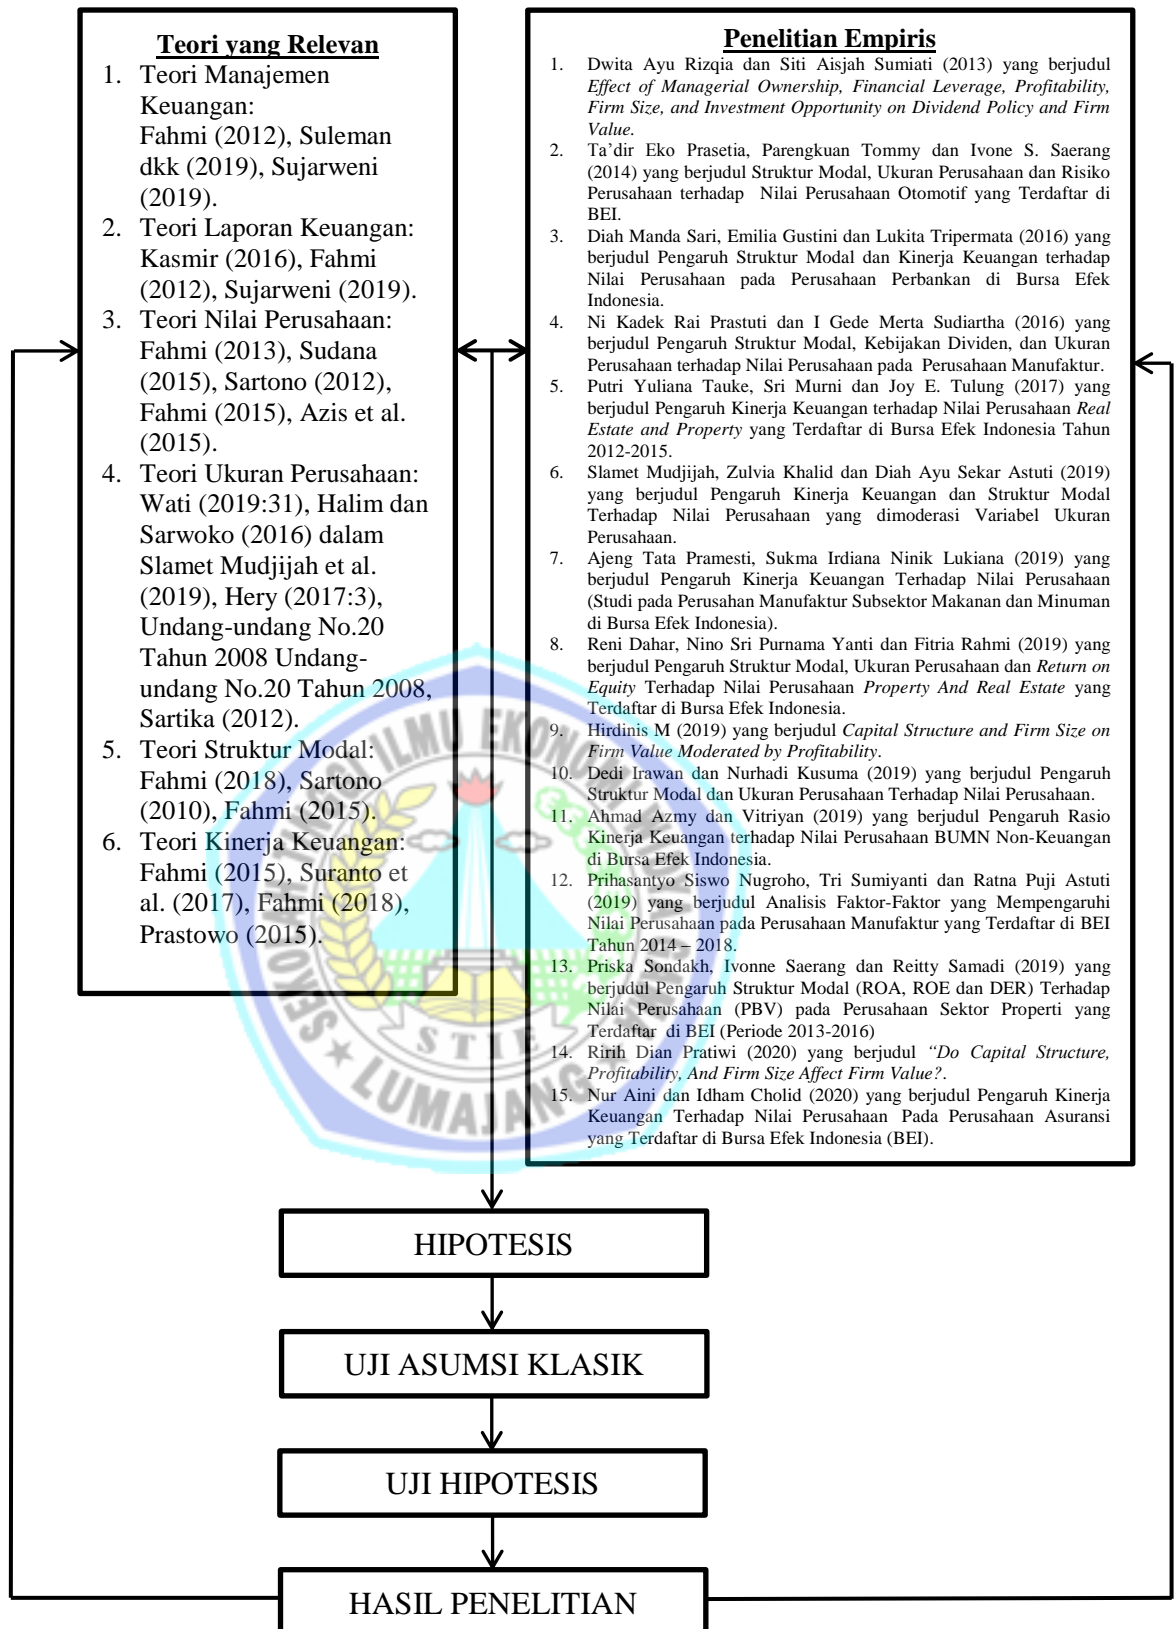 Teori yang Relevan
1. Teori Manajemen
Keuangan:
Fahmi (2012), Suleman
dkk (2019), Sujarweni
(2019).
2. Teori Laporan Keuangan:
Kasmir (2016), Fahmi
(2012), Sujarweni (2019).
3. Teori Nilai Perusahaan:
Fahmi (2013), Sudana
(2015), Sartono (2012),
Fahmi (2015), Azis et al.
(2015).
4. Teori Ukuran Perusahaan:
Wati (2019:31), Halim dan
Sarwoko (2016) dalam
Slamet Mudjijah et al.
(2019), Hery (2017:3),
Undang-undang No.20
Tahun 2008 Undang-
undang No.20 Tahun 2008,
Sartika (2012).
5. Teori Struktur Modal:
Fahmi (2018), Sartono
(2010), Fahmi (2015).
6. Teori Kinerja Keuangan:
Fahmi (2015), Suranto et
al. (2017), Fahmi (2018),
Prastowo (2015).
Penelitian Empiris
1. Dwita Ayu Rizqia dan Siti Aisjah Sumiati (2013) yang berjudul
Effect of Managerial Ownership, Financial Leverage, Profitability,
Firm Size, and Investment Opportunity on Dividend Policy and Firm
Value.
2. Ta’dir Eko Prasetia, Parengkuan Tommy dan Ivone S. Saerang
(2014) yang berjudul Struktur Modal, Ukuran Perusahaan dan Risiko
Perusahaan terhadap Nilai Perusahaan Otomotif yang Terdaftar di
BEI.
3. Diah Manda Sari, Emilia Gustini dan Lukita Tripermata (2016) yang
berjudul Pengaruh Struktur Modal dan Kinerja Keuangan terhadap
Nilai Perusahaan pada Perusahaan Perbankan di Bursa Efek
Indonesia.
4. Ni Kadek Rai Prastuti dan I Gede Merta Sudiartha (2016) yang
berjudul Pengaruh Struktur Modal, Kebijakan Dividen, dan Ukuran
Perusahaan terhadap Nilai Perusahaan pada Perusahaan Manufaktur.
5. Putri Yuliana Tauke, Sri Murni dan Joy E. Tulung (2017) yang
berjudul Pengaruh Kinerja Keuangan terhadap Nilai Perusahaan Real
Estate and Property yang Terdaftar di Bursa Efek Indonesia Tahun
2012-2015.
6. Slamet Mudjijah, Zulvia Khalid dan Diah Ayu Sekar Astuti (2019)
yang berjudul Pengaruh Kinerja Keuangan dan Struktur Modal
Terhadap Nilai Perusahaan yang dimoderasi Variabel Ukuran
Perusahaan.
7. Ajeng Tata Pramesti, Sukma Irdiana Ninik Lukiana (2019) yang
berjudul Pengaruh Kinerja Keuangan Terhadap Nilai Perusahaan
(Studi pada Perusahan Manufaktur Subsektor Makanan dan Minuman
di Bursa Efek Indonesia).
8. Reni Dahar, Nino Sri Purnama Yanti dan Fitria Rahmi (2019) yang
berjudul Pengaruh Struktur Modal, Ukuran Perusahaan dan Return on
Equity Terhadap Nilai Perusahaan Property And Real Estate yang
Terdaftar di Bursa Efek Indonesia.
9. Hirdinis M (2019) yang berjudul Capital Structure and Firm Size on
Firm Value Moderated by Profitability.
10. Dedi Irawan dan Nurhadi Kusuma (2019) yang berjudul Pengaruh
Struktur Modal dan Ukuran Perusahaan Terhadap Nilai Perusahaan.
11. Ahmad Azmy dan Vitriyan (2019) yang berjudul Pengaruh Rasio
Kinerja Keuangan terhadap Nilai Perusahaan BUMN Non-Keuangan
di Bursa Efek Indonesia.
12. Prihasantyo Siswo Nugroho, Tri Sumiyanti dan Ratna Puji Astuti
(2019) yang berjudul Analisis Faktor-Faktor yang Mempengaruhi
Nilai Perusahaan pada Perusahaan Manufaktur yang Terdaftar di BEI
Tahun 2014 – 2018.
13. Priska Sondakh, Ivonne Saerang dan Reitty Samadi (2019) yang
berjudul Pengaruh Struktur Modal (ROA, ROE dan DER) Terhadap
Nilai Perusahaan (PBV) pada Perusahaan Sektor Properti yang
Terdaftar di BEI (Periode 2013-2016)
14. Ririh Dian Pratiwi (2020) yang berjudul “Do Capital Structure,
Profitability, And Firm Size Affect Firm Value?.
15. Nur Aini dan Idham Cholid (2020) yang berjudul Pengaruh Kinerja
Keuangan Terhadap Nilai Perusahaan Pada Perusahaan Asuransi
yang Terdaftar di Bursa Efek Indonesia (BEI).
SEKOLAH TINGGI ILMU EKONOMI WIDYA GAMA
STIE
LUMAJANG
HIPOTESIS
UJI ASUMSI KLASIK
UJI HIPOTESIS
HASIL PENELITIAN